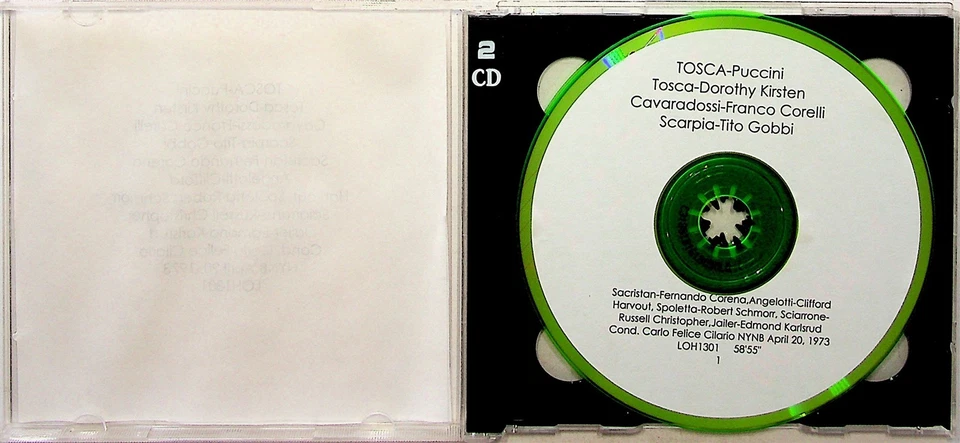 2
CD
TOSCA-Puccini
Tosca-Dorothy Kirsten
Cavaradossi-Franco Corelli
Scarpia-Tito Gobbi
Sacristan-Fernando Corena,Angelotti-Clifford
Harvout, Spoletta-Robert Schmorr, Sciarrone-
Russell Christopher,Jailer-Edmond Karlsrud
Cond. Carlo Felice Cilario NYNB April 20, 1973
LOH1301 58'55"
1